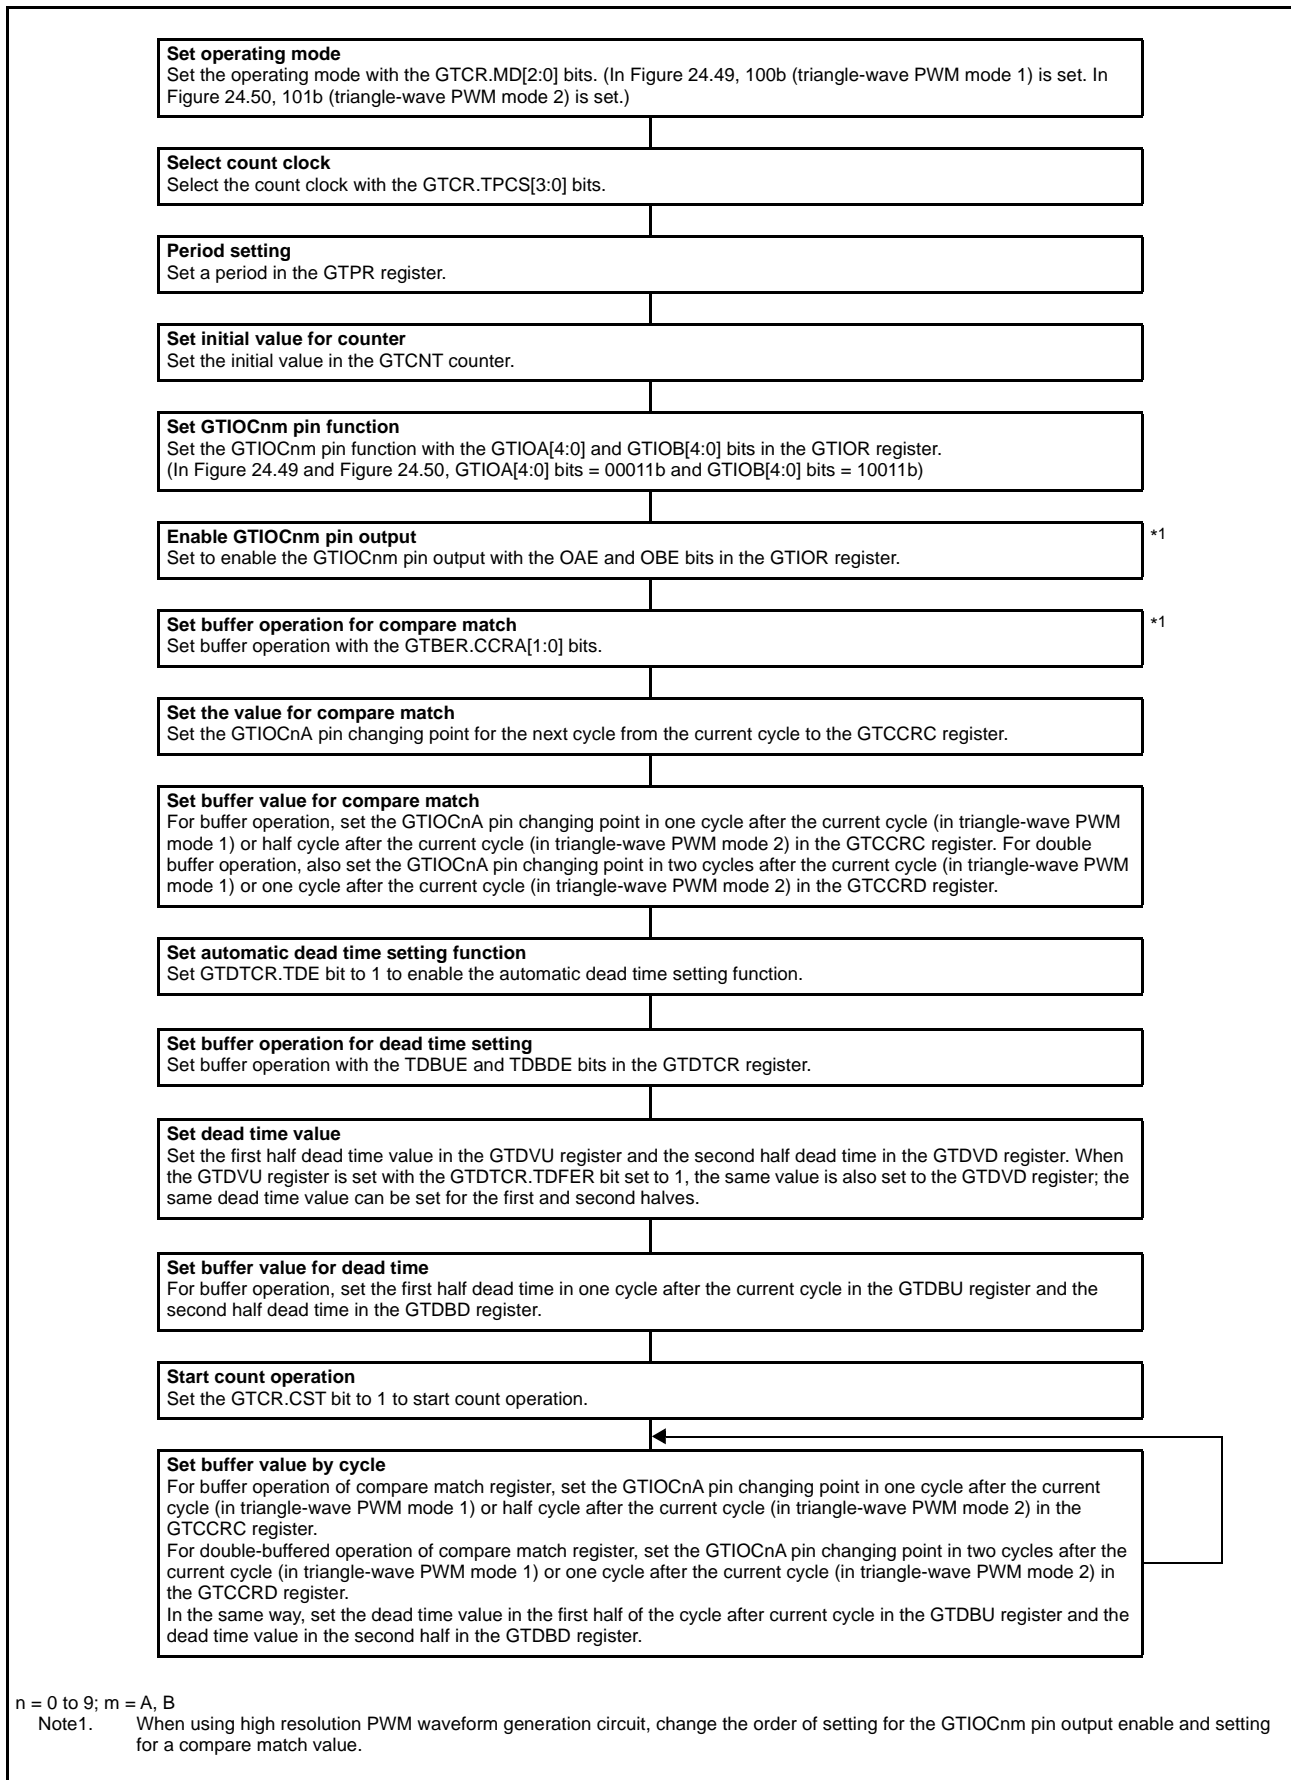 Set operating mode
Set the operating mode with the GTCR.MD[2:0] bits. (In Figure 24.49, 100b (triangle-wave PWM mode 1) is set. In
Figure 24.50, 101b (triangle-wave PWM mode 2) is set.)
Select count clock
Select the count clock with the GTCR.TPCS[3:0] bits.
Period setting
Set a period in the GTPR register.
Set initial value for counter
Set the initial value in the GTCNT counter.
Set GTIOCnm pin function
Set the GTIOCnm pin function with the GTIOA[4:0] and GTIOB[4:0] bits in the GTIOR register.
(In Figure 24.49 and Figure 24.50, GTIOA[4:0] bits = 00011b and GTIOB[4:0] bits = 10011b)
Enable GTIOCnm pin output *1
Set to enable the GTIOCnm pin output with the OAE and OBE bits in the GTIOR register.
Set buffer operation for compare match *1
Set buffer operation with the GTBER.CCRA[1:0] bits.
Set the value for compare match
Set the GTIOCnA pin changing point for the next cycle from the current cycle to the GTCCRC register.
Set buffer value for compare match
For buffer operation, set the GTIOCnA pin changing point in one cycle after the current cycle (in triangle-wave PWM
mode 1) or half cycle after the current cycle (in triangle-wave PWM mode 2) in the GTCCRC register. For double
buffer operation, also set the GTIOCnA pin changing point in two cycles after the current cycle (in triangle-wave PWM
mode 1) or one cycle after the current cycle (in triangle-wave PWM mode 2) in the GTCCRD register.
Set automatic dead time setting function
Set GTDTCR.TDE bit to 1 to enable the automatic dead time setting function.
Set buffer operation for dead time setting
Set buffer operation with the TDBUE and TDBDE bits in the GTDTCR register.
Set dead time value
Set the first half dead time value in the GTDVU register and the second half dead time in the GTDVD register. When
the GTDVU register is set with the GTDTCR.TDFER bit set to 1, the same value is also set to the GTDVD register; the
same dead time value can be set for the first and second halves.
Set buffer value for dead time
For buffer operation, set the first half dead time in one cycle after the current cycle in the GTDBU register and the
second half dead time in the GTDBD register.
Start count operation
Set the GTCR.CST bit to 1 to start count operation.
Set buffer value by cycle
For buffer operation of compare match register, set the GTIOCnA pin changing point in one cycle after the current
cycle (in triangle-wave PWM mode 1) or half cycle after the current cycle (in triangle-wave PWM mode 2) in the
GTCCRC register.
For double-buffered operation of compare match register, set the GTIOCnA pin changing point in two cycles after the
current cycle (in triangle-wave PWM mode 1) or one cycle after the current cycle (in triangle-wave PWM mode 2) in
the GTCCRD register.
In the same way, set the dead time value in the first half of the cycle after current cycle in the GTDBU register and the
dead time value in the second half in the GTDBD register.
n = 0 to 9; m = A, B
Note1. When using high resolution PWM waveform generation circuit, change the order of setting for the GTIOCnm pin output enable and setting
for a compare match value.